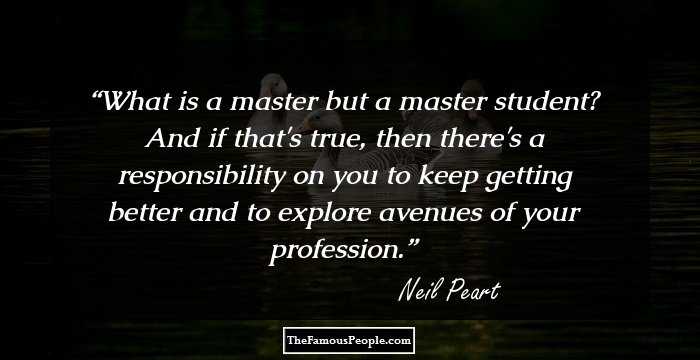 “What is a master but a master student?
And if that's true, then there's a
responsibility on you to keep getting
better and to explore avenues of your
profession.”
Neil Peart
TheFamousPeople.com